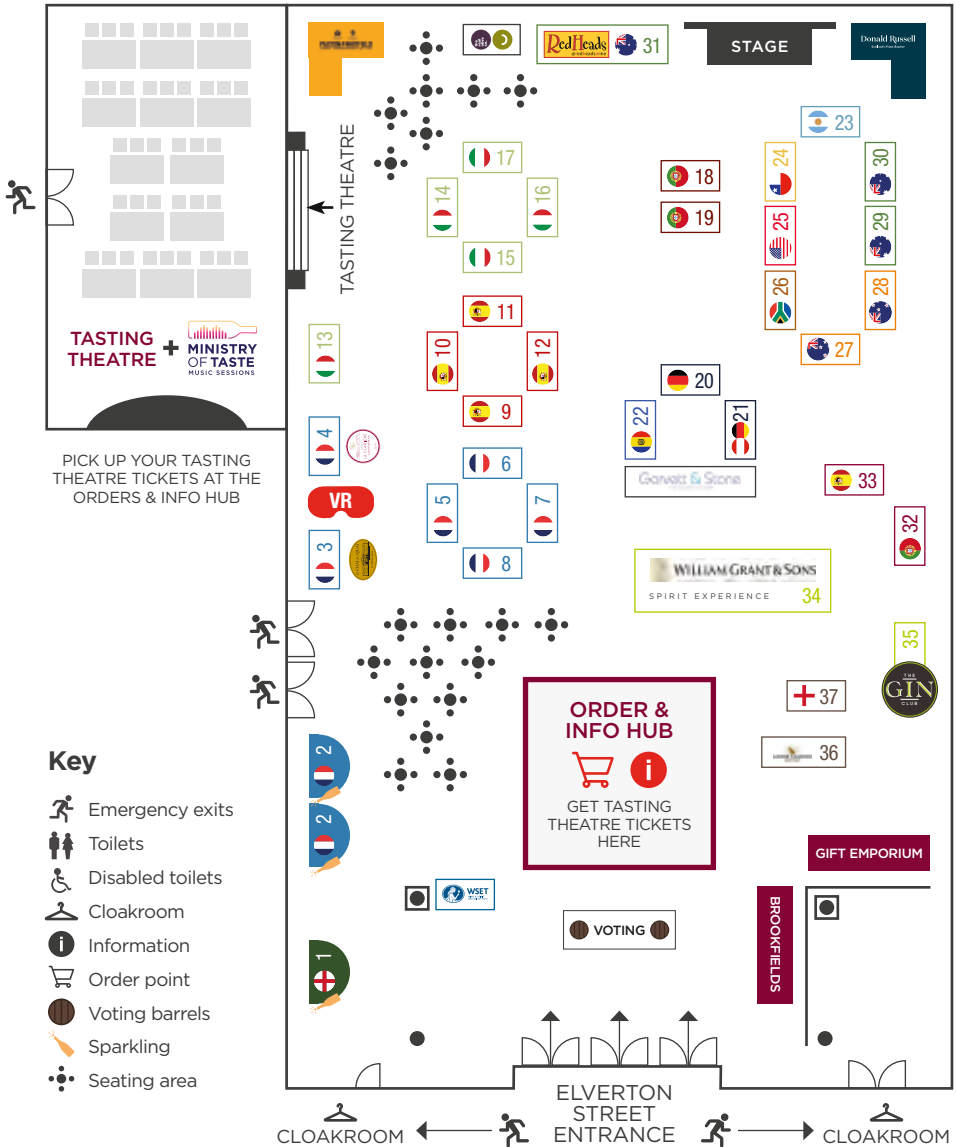 Donald Russell
RedHeads
31
STAGE
23
17
24
30
18
14
16
TASTING THEATRE
19
25
29
15
26
28
11
TASTING
THEATRE
+
MINISTRY
OF TASTE
MUSIC SESSIONS
13
10
12
27
20
9
22
21
4
PICK UP YOUR TASTING
THEATRE TICKETS AT THE
ORDERS & INFO HUB
6
Garvett & Stone
33
VR
5
7
32
3
8
WILLIAM GRANT & SONS
SPIRIT EXPERIENCE
34
35
THE
GIN
CLUB
37
ORDER &
INFO HUB
i
GET TASTING
THEATRE TICKETS
HERE
36
2
2
Key
Emergency exits
Toilets
Disabled toilets
Cloakroom
i
Information
Order point
Voting barrels
Sparkling
Seating area
GIFT EMPORIUM
WSET
BROOKFIELDS
VOTING
1
ELVERTON
STREET
ENTRANCE
CLOAKROOM
CLOAKROOM